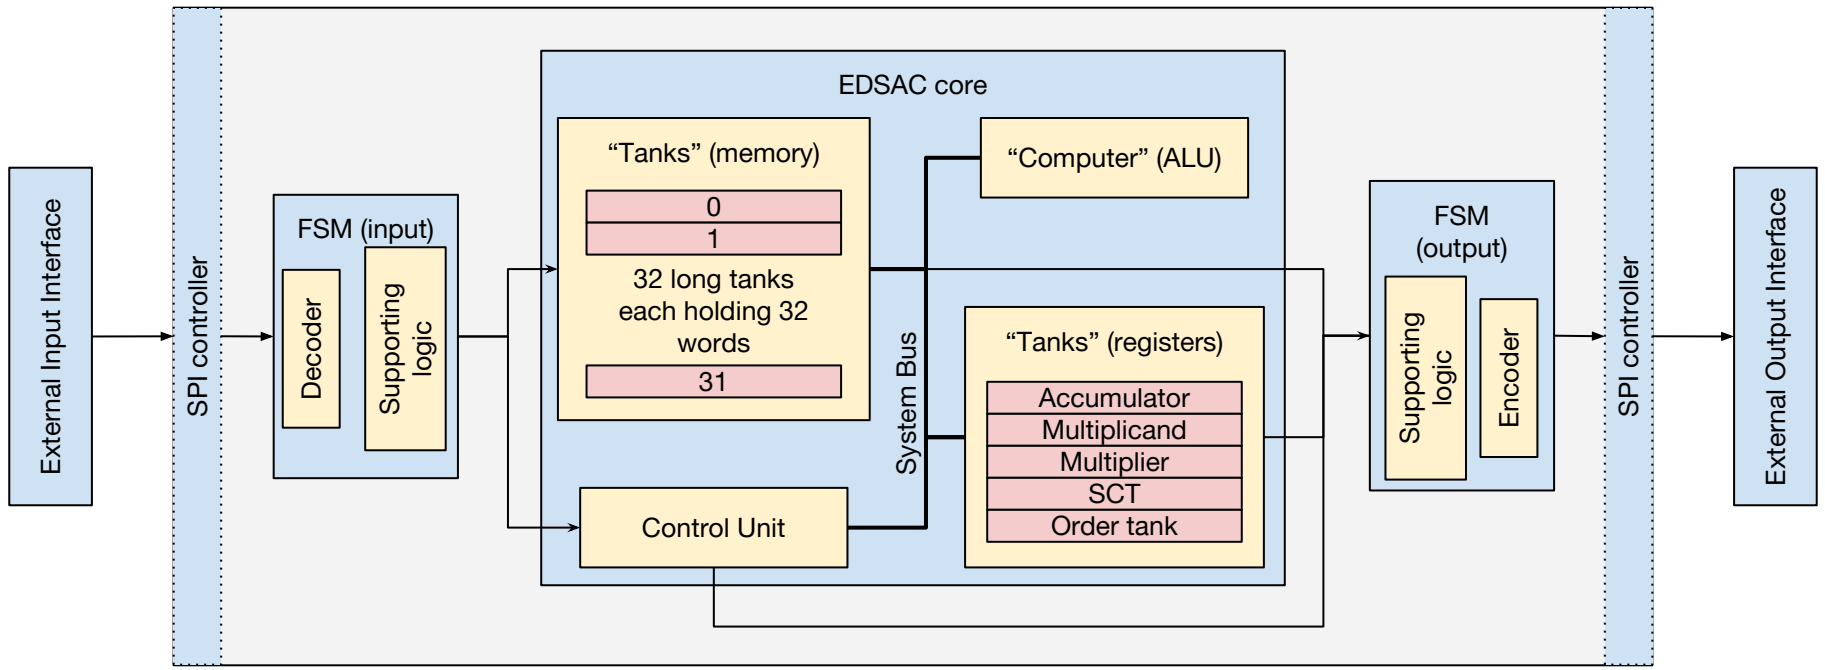 External Input Interface
SPI controller
FSM (input)
Decoder
Supporting
logic
EDSAC core
“Tanks” (memory)
0
1
32 long tanks
each holding 32
words
31
Control Unit
System Bus
“Computer” (ALU)
“Tanks” (registers)
Accumulator
Multiplicand
Multiplier
SCT
Order tank
FSM
(output)
Supporting
logic
Encoder
SPI controller
External Output Interface